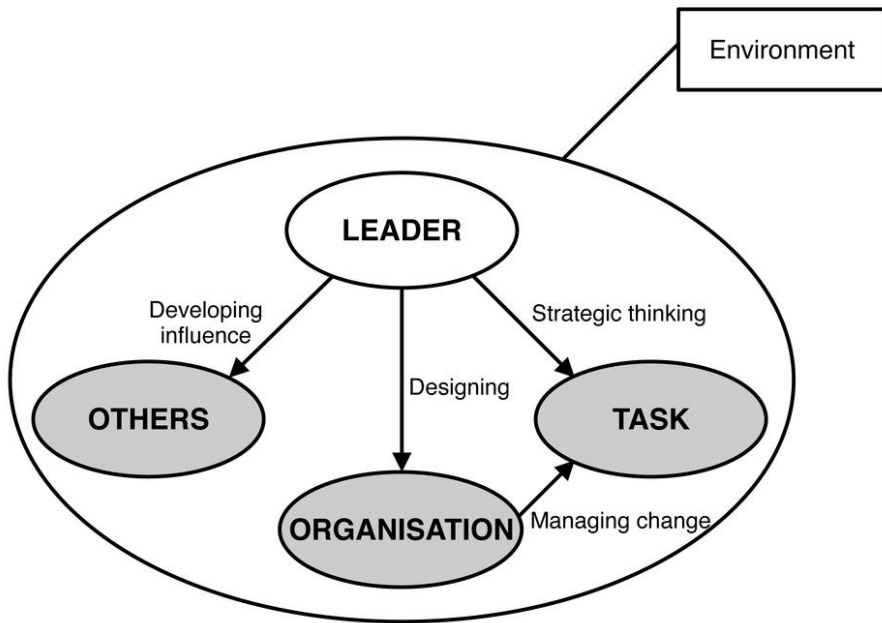 Environment
LEADER
Developing
influence
Strategic thinking
Designing
OTHERS
TASK
ORGANISATION
Managing change